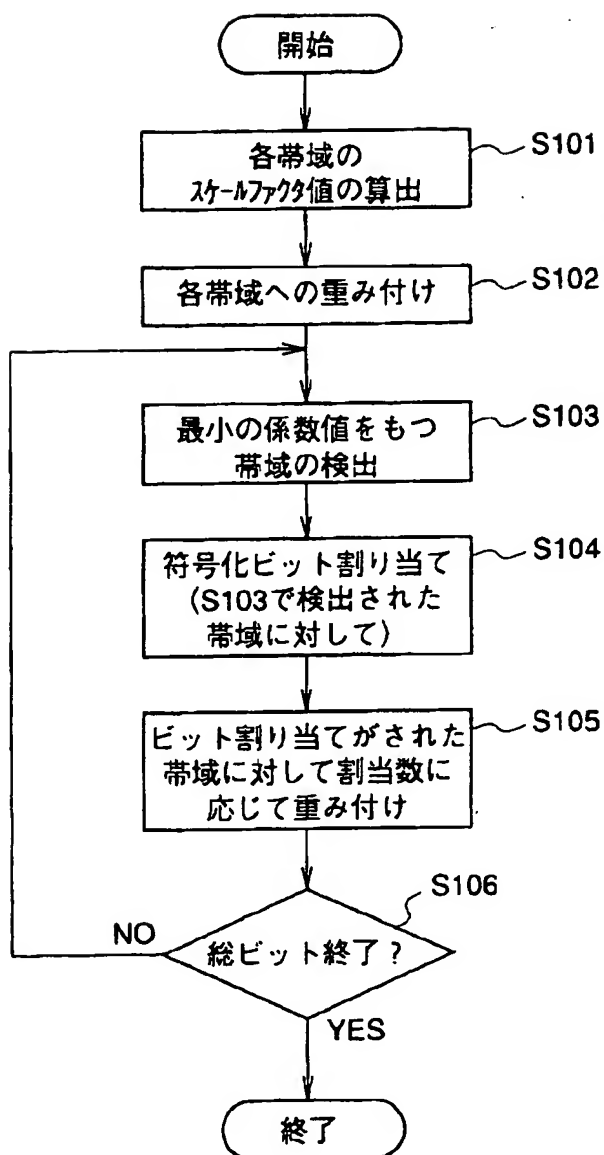 開始
各帯域の
スケールファクタ値の算出
S101
各帯域への重み付け
S102
最小の係数値をもつ
帯域の検出
S103
符号化ビット割り当て
(S103で検出された
帯域に対して)
S104
ビット割り当てがされた
帯域に対して割当数に
応じて重み付け
S105
総ビット終了?
S106
NO
YES
終了